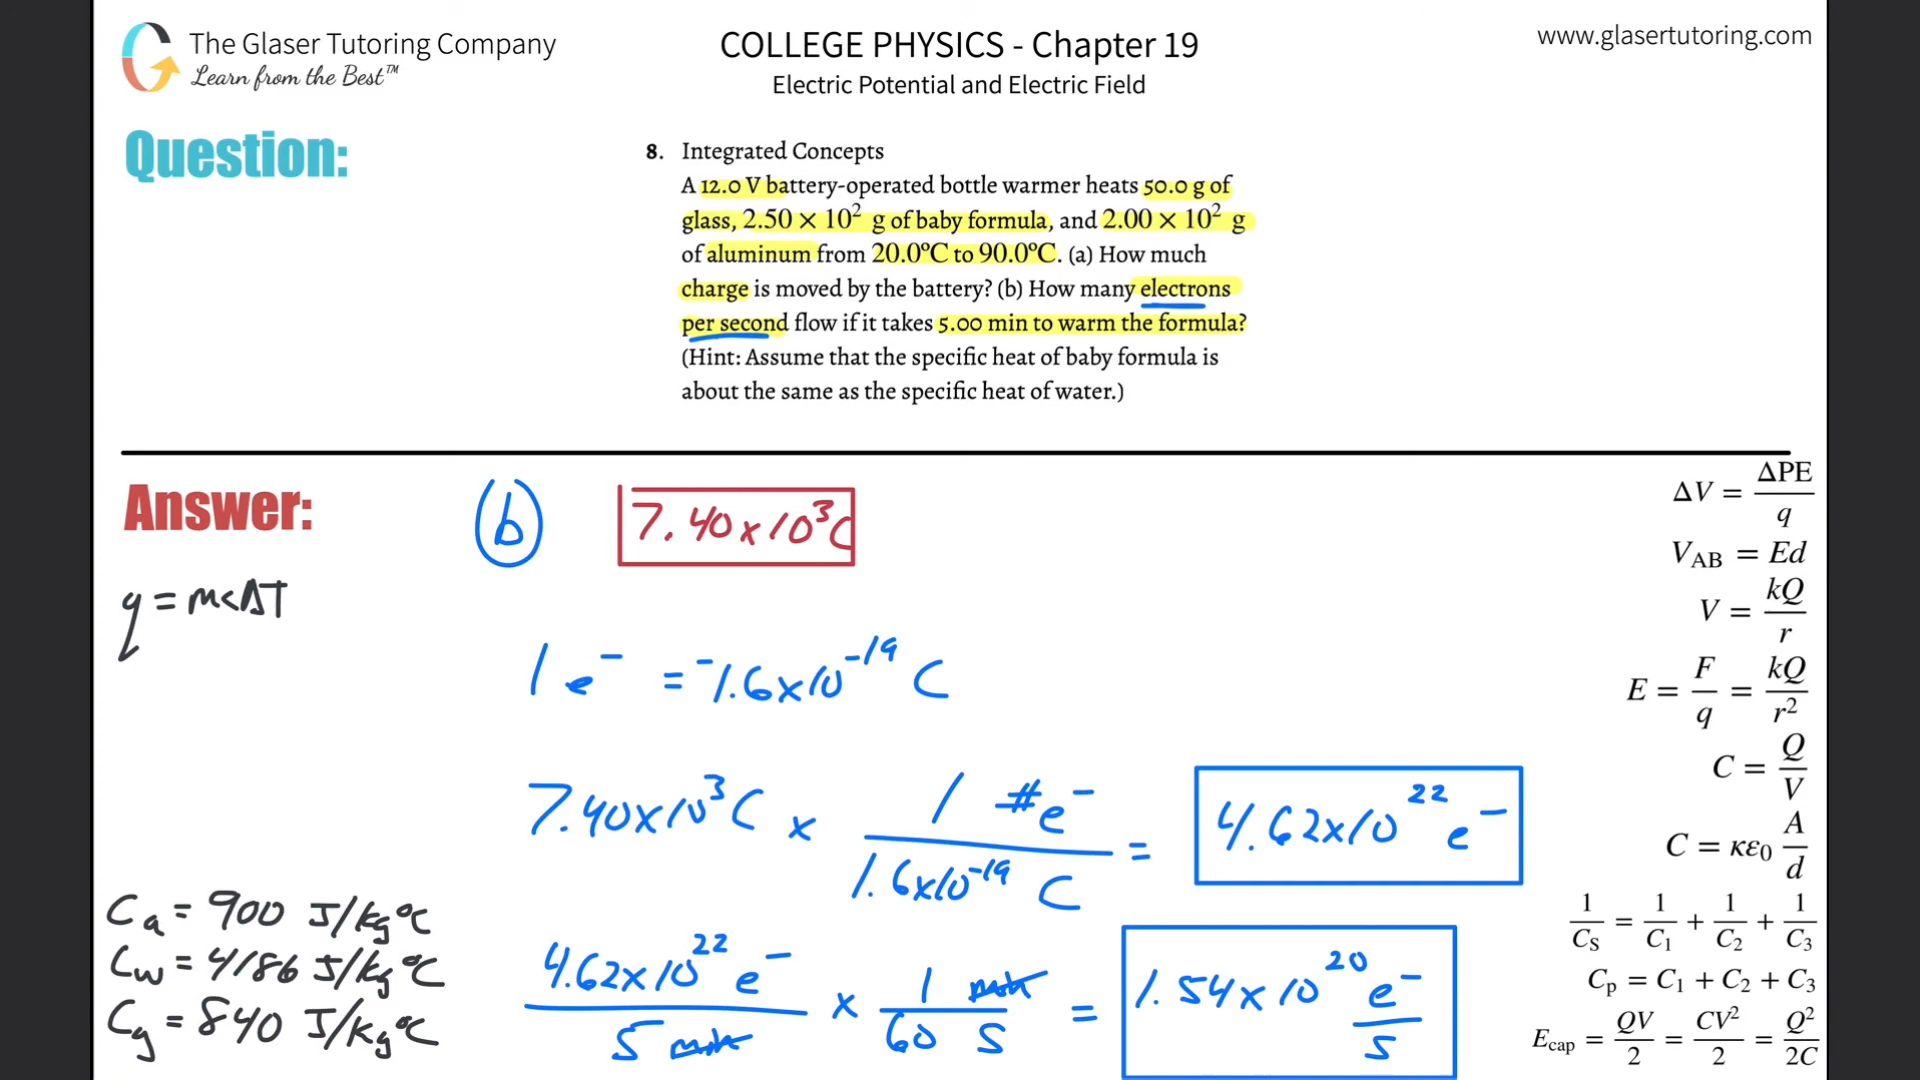 The Glaser Tutoring Company
Learn from the Best™
COLLEGE PHYSICS - Chapter 19
Electric Potential and Electric Field
www.glasertutoring.com
Question:
8. Integrated Concepts
A 12.0 V battery-operated bottle warmer heats 50.0 g of
glass, 2.50 × 10² g of baby formula, and 2.00 × 10² g
of aluminum from 20.0ºC to 90.0ºC. (a) How much
charge is moved by the battery? (b) How many electrons
per second flow if it takes 5.00 min to warm the formula?
(Hint: Assume that the specific heat of baby formula is
about the same as the specific heat of water.)
Answer:
q = mcΔT
Ca = 900 J/kg°C
Cw = 4186 J/kg°C
Cg = 840 J/kg°C
(b) 7.40x10³C
1 e⁻ = ⁻1.6x10⁻¹⁹ C
7.40x10³ C x 1 #e⁻ / 1.6x10⁻¹⁹ C = 4.62x10²² e⁻
4.62x10²² e⁻ / 5 min x 1 min / 60 s = 1.54x10²⁰ e⁻/s
ΔV = ΔPE/q
V_AB = Ed
V = kQ/r
E = F/q = kQ/r²
C = Q/V
C = κε₀ A/d
1/C_S = 1/C₁ + 1/C₂ + 1/C₃
C_p = C₁ + C₂ + C₃
E_cap = QV/2 = CV²/2 = Q²/2C